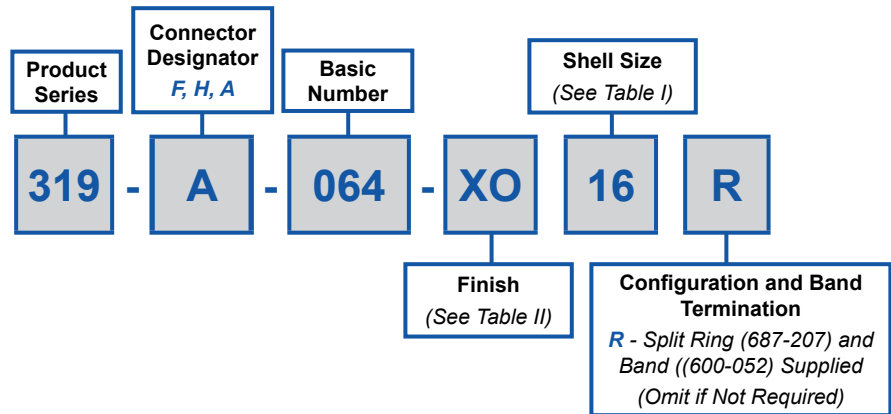 Product
Series
Connector
Designator
F, H, A
Basic
Number
Shell Size
(See Table I)
319 - A - 064 - XO 16 R
Finish
(See Table II)
Configuration and Band
Termination
R - Split Ring (687-207) and
Band ((600-052) Supplied
(Omit if Not Required)